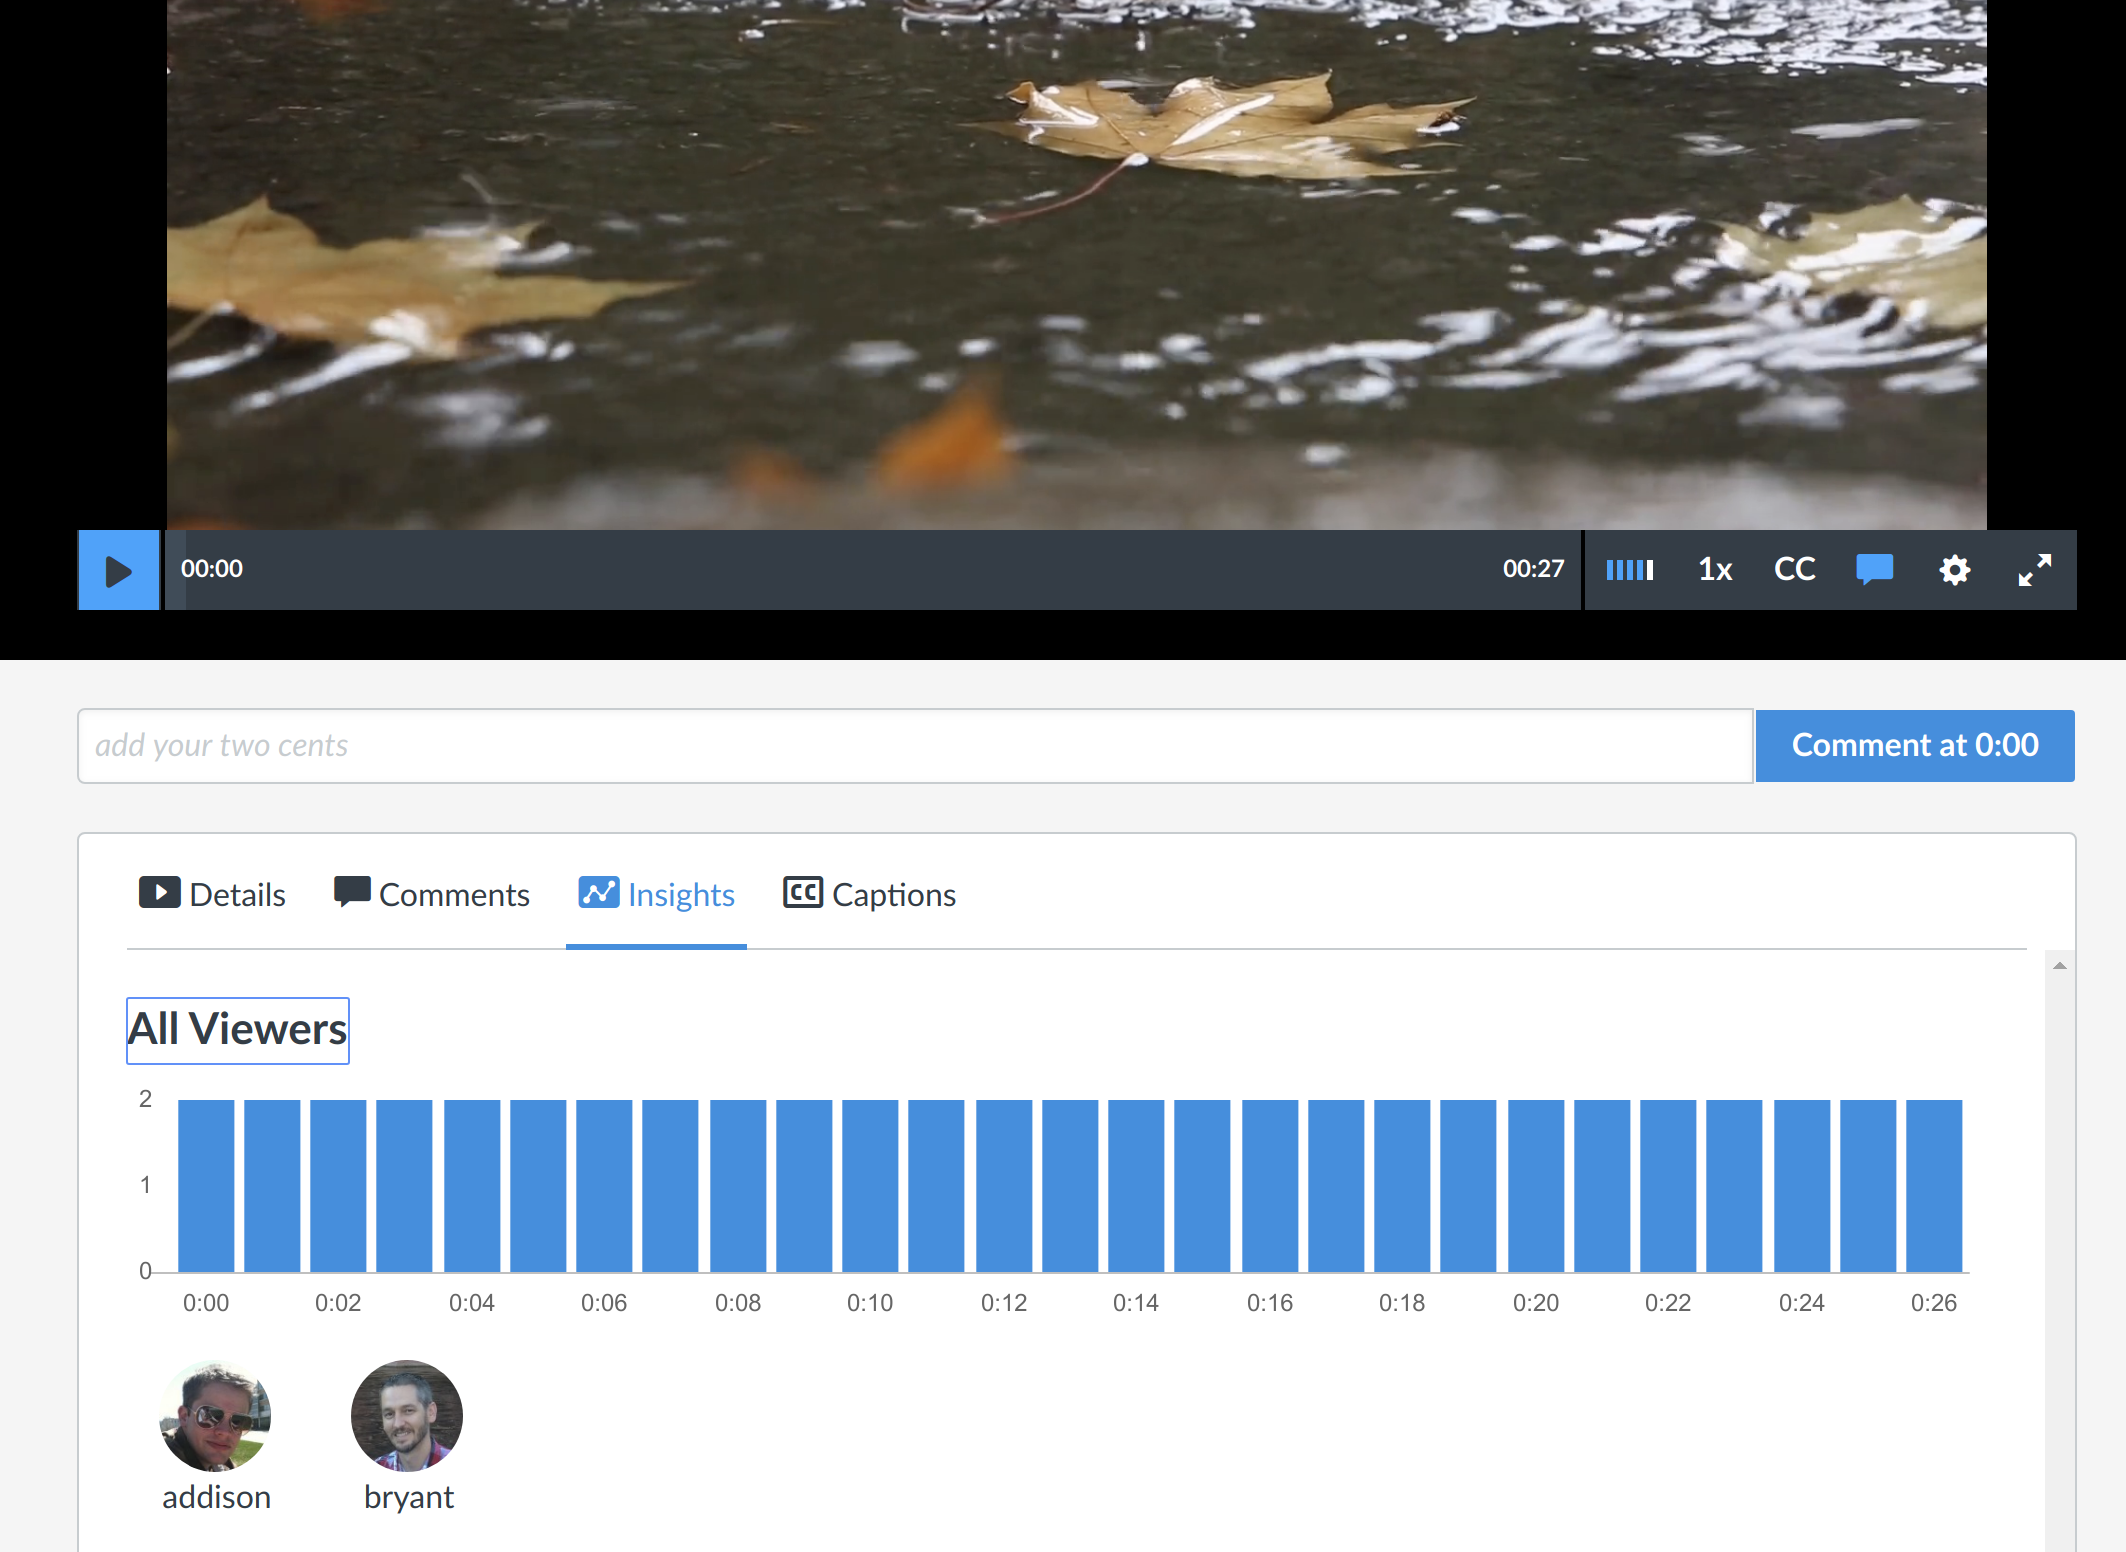 00:00 00:27 1x CC
add your two cents Comment at 0:00
Details Comments Insights CC Captions
All Viewers
2
1
0
0:00 0:02 0:04 0:06 0:08 0:10 0:12 0:14 0:16 0:18 0:20 0:22 0:24 0:26
addison bryant